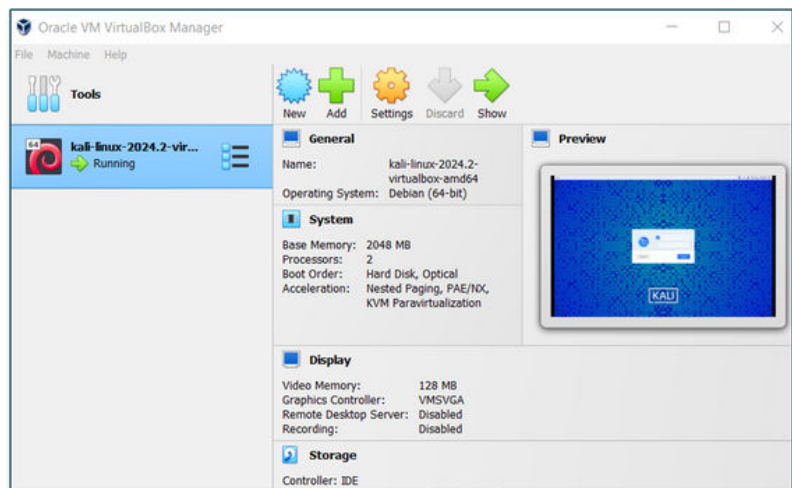 Oracle VM VirtualBox Manager
File Machine Help
Tools
New Add Settings Discard Show
64
kali-linux-2024.2-vir...
Running
General
Name: kali-linux-2024.2-
virtualbox-amd64
Operating System: Debian (64-bit)
System
Base Memory: 2048 MB
Processors: 2
Boot Order: Hard Disk, Optical
Acceleration: Nested Paging, PAE/NX,
KVM Paravirtualization
Preview
KALI
Display
Video Memory: 128 MB
Graphics Controller: VMSVGA
Remote Desktop Server: Disabled
Recording: Disabled
Storage
Controller: IDE